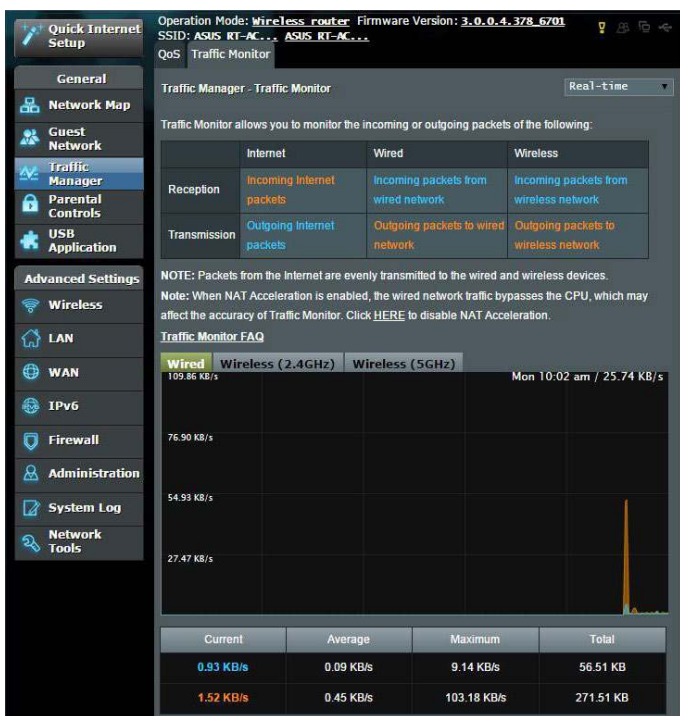 Quick Internet
Setup
Operation Mode: Wireless router Firmware Version: 3.0.0.4.378_6701
SSID: ASUS RT-AC... ASUS RT-AC...
QoS Traffic Monitor
General
Network Map
Guest
Network
Traffic
Manager
Parental
Controls
USB
Application
Advanced Settings
Wireless
LAN
WAN
IPv6
Firewall
Administration
System Log
Network
Tools
Traffic Manager - Traffic Monitor
Real-time
Traffic Monitor allows you to monitor the incoming or outgoing packets of the following:
Internet Wired Wireless
Reception
Incoming Internet
packets
Incoming packets from
wired network
Incoming packets from
wireless network
Transmission
Outgoing Internet
packets
Outgoing packets to wired
network
Outgoing packets to
wireless network
NOTE: Packets from the Internet are evenly transmitted to the wired and wireless devices.
Note: When NAT Acceleration is enabled, the wired network traffic bypasses the CPU, which may
affect the accuracy of Traffic Monitor. Click HERE to disable NAT Acceleration.
Traffic Monitor FAQ
Wired Wireless (2.4GHz) Wireless (5GHz)
109.86 KB/s
Mon 10:02 am / 25.74 KB/s
76.90 KB/s
54.93 KB/s
27.47 KB/s
Current Average Maximum Total
0.93 KB/s 0.09 KB/s 9.14 KB/s 56.51 KB
1.52 KB/s 0.45 KB/s 103.18 KB/s 271.51 KB